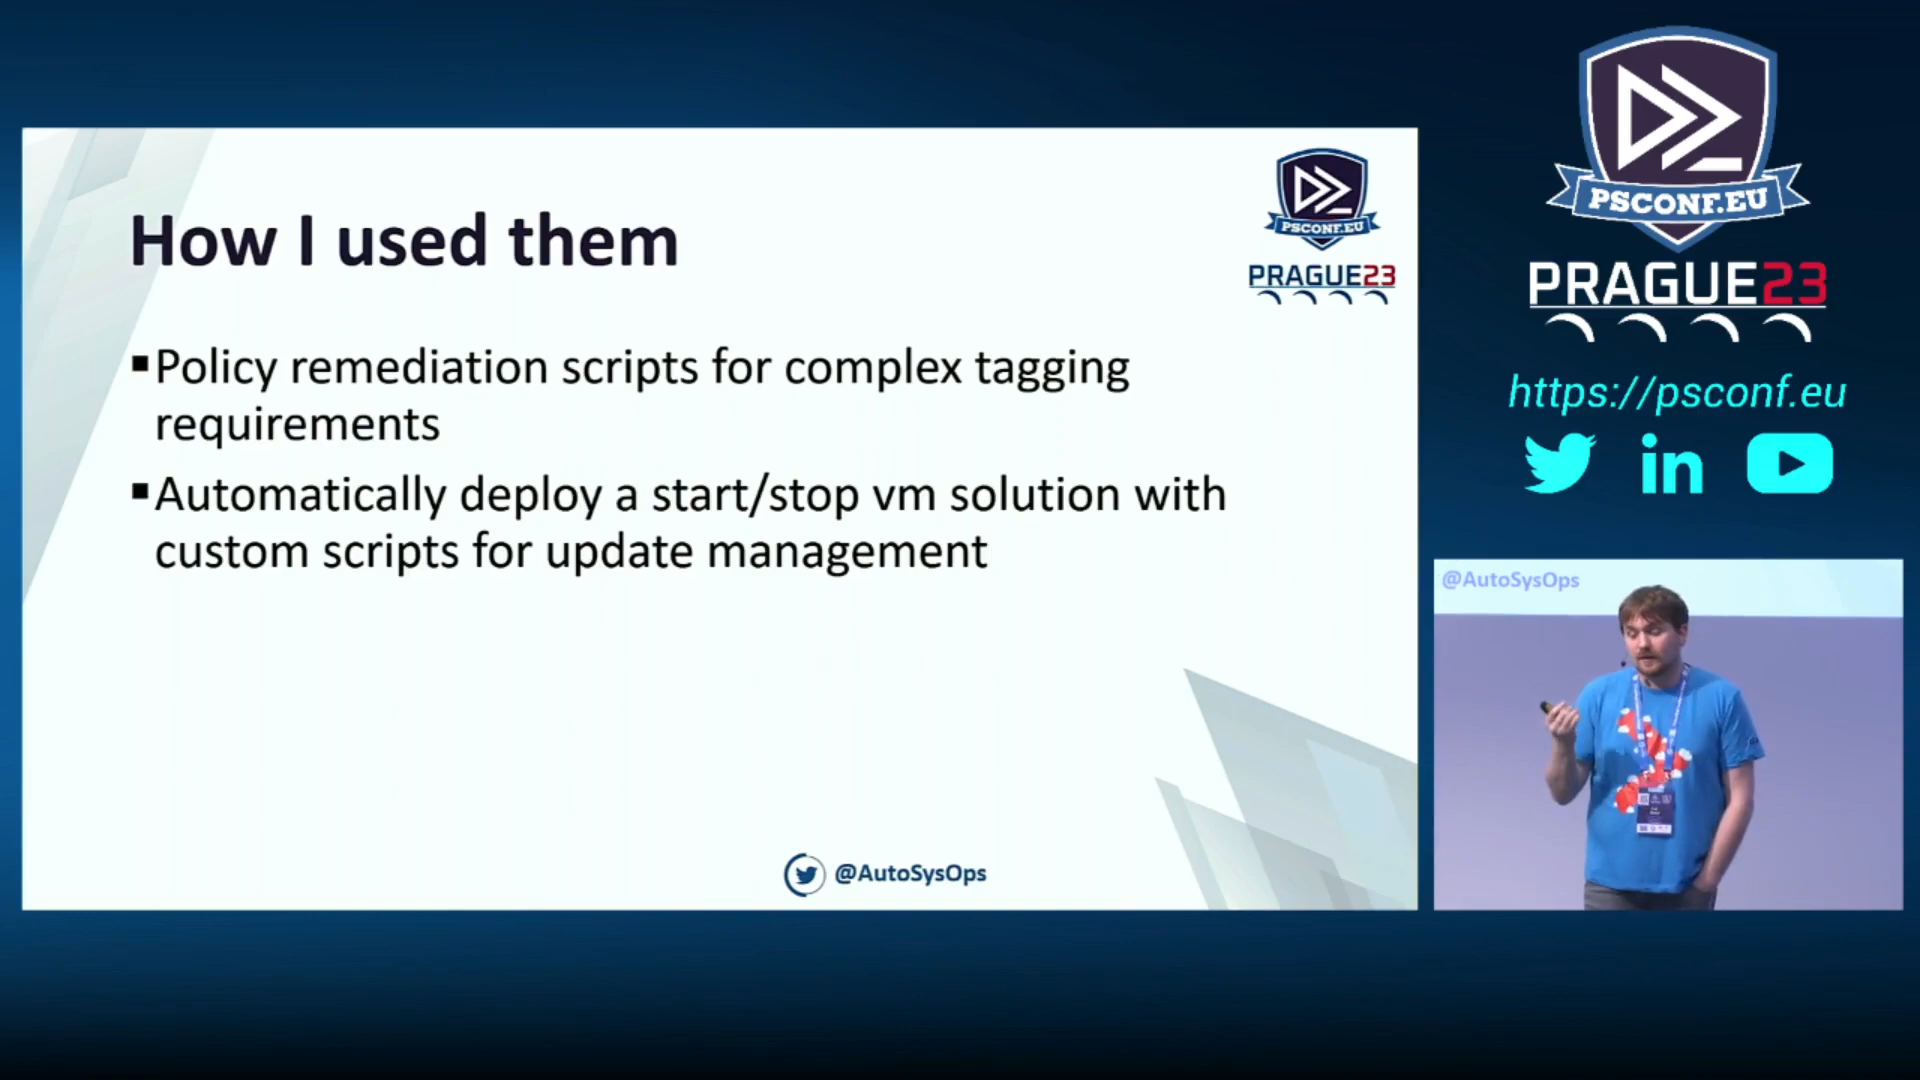 How I used them
PSCONF.EU
PRAGUE23
▪Policy remediation scripts for complex tagging
requirements
▪Automatically deploy a start/stop vm solution with
custom scripts for update management
@AutoSysOps
PSCONF.EU
PRAGUE23
https://psconf.eu
in
@AutoSysOps